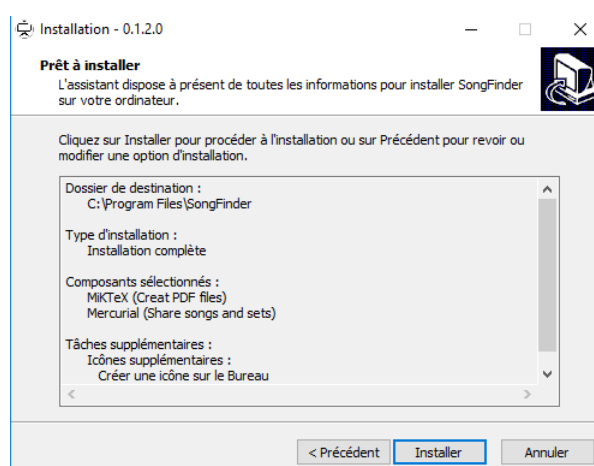 Installation - 0.1.2.0
Prêt à installer
L'assistant dispose à présent de toutes les informations pour installer SongFinder
sur votre ordinateur.
Cliquez sur Installer pour procéder à l'installation ou sur Précédent pour revoir ou
modifier une option d'installation.
Dossier de destination :
C:\Program Files\SongFinder
Type d'installation :
Installation complète
Composants sélectionnés :
MiKTeX (Creat PDF files)
Mercurial (Share songs and sets)
Tâches supplémentaires :
Icônes supplémentaires :
Créer une icône sur le Bureau
< Précédent Installer Annuler